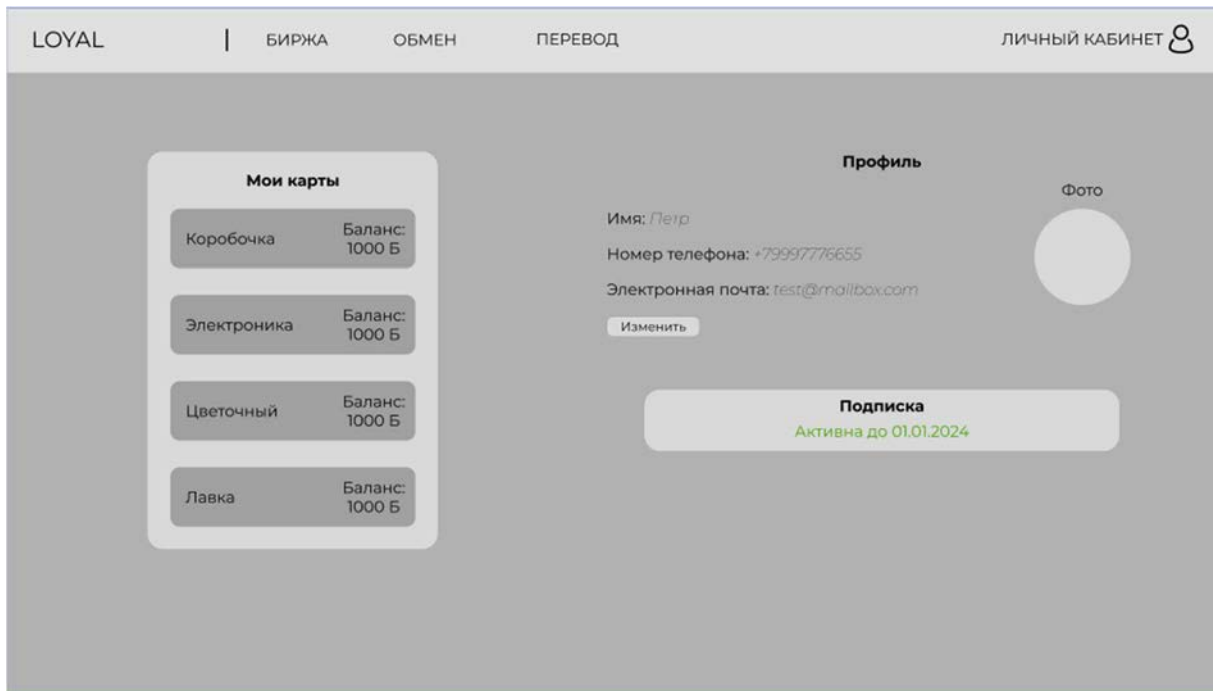 LOYAL | БИРЖА ОБМЕН ПЕРЕВОД ЛИЧНЫЙ КАБИНЕТ
Мои карты
Коробочка
Баланс:
1000 Б
Электроника
Баланс:
1000 Б
Цветочный
Баланс:
1000 Б
Лавка
Баланс:
1000 Б
Профиль
Фото
Имя: Петр
Номер телефона: +79997776655
Электронная почта: test@mailbox.com
Изменить
Подписка
Активна до 01.01.2024